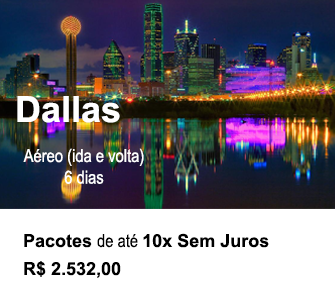 Dallas
Aéreo (ida e volta)
6 dias
Pacotes de até 10x Sem Juros
R$ 2.532,00